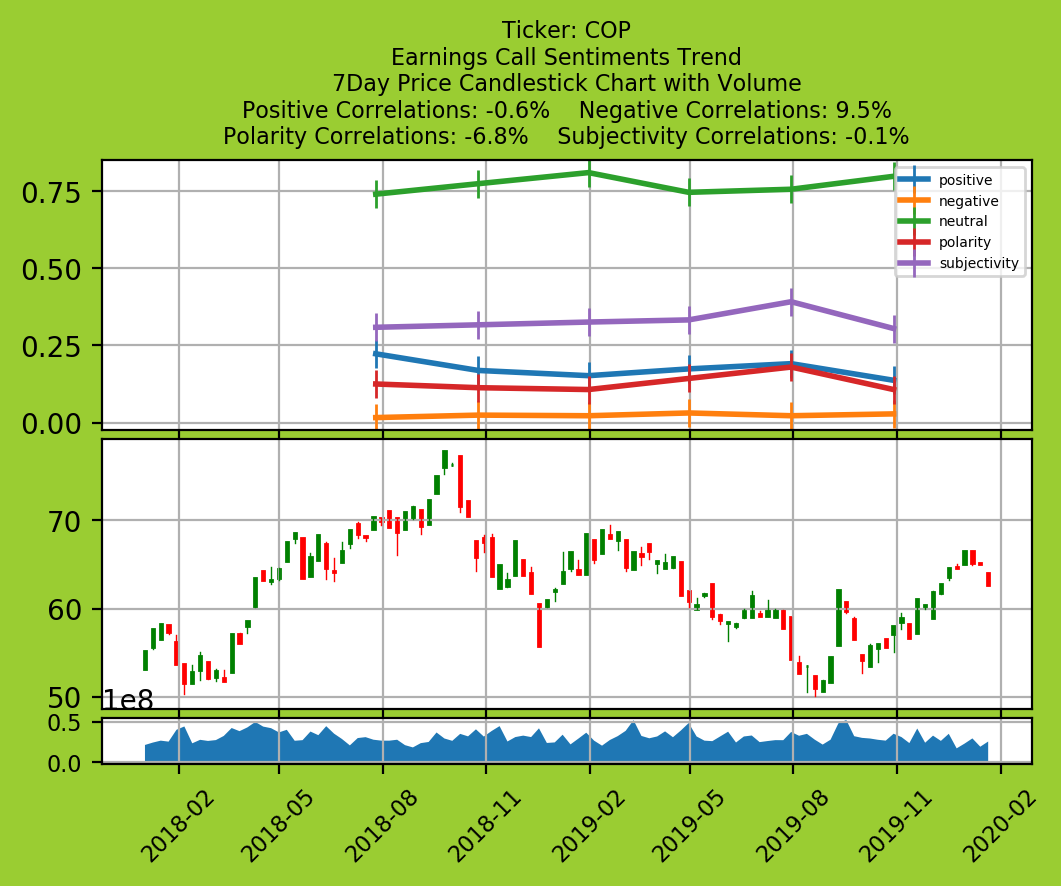 Ticker: COP
Earnings Call Sentiments Trend
7Day Price Candlestick Chart with Volume
Positive Correlations: -0.6%    Negative Correlations: 9.5%
Polarity Correlations: -6.8%    Subjectivity Correlations: -0.1%
0.75
0.50
0.25
0.00
positive
negative
neutral
polarity
subjectivity
70
60
50
1e8
0.5
0.0
2018-02
2018-05
2018-08
2018-11
2019-02
2019-05
2019-08
2019-11
2020-02